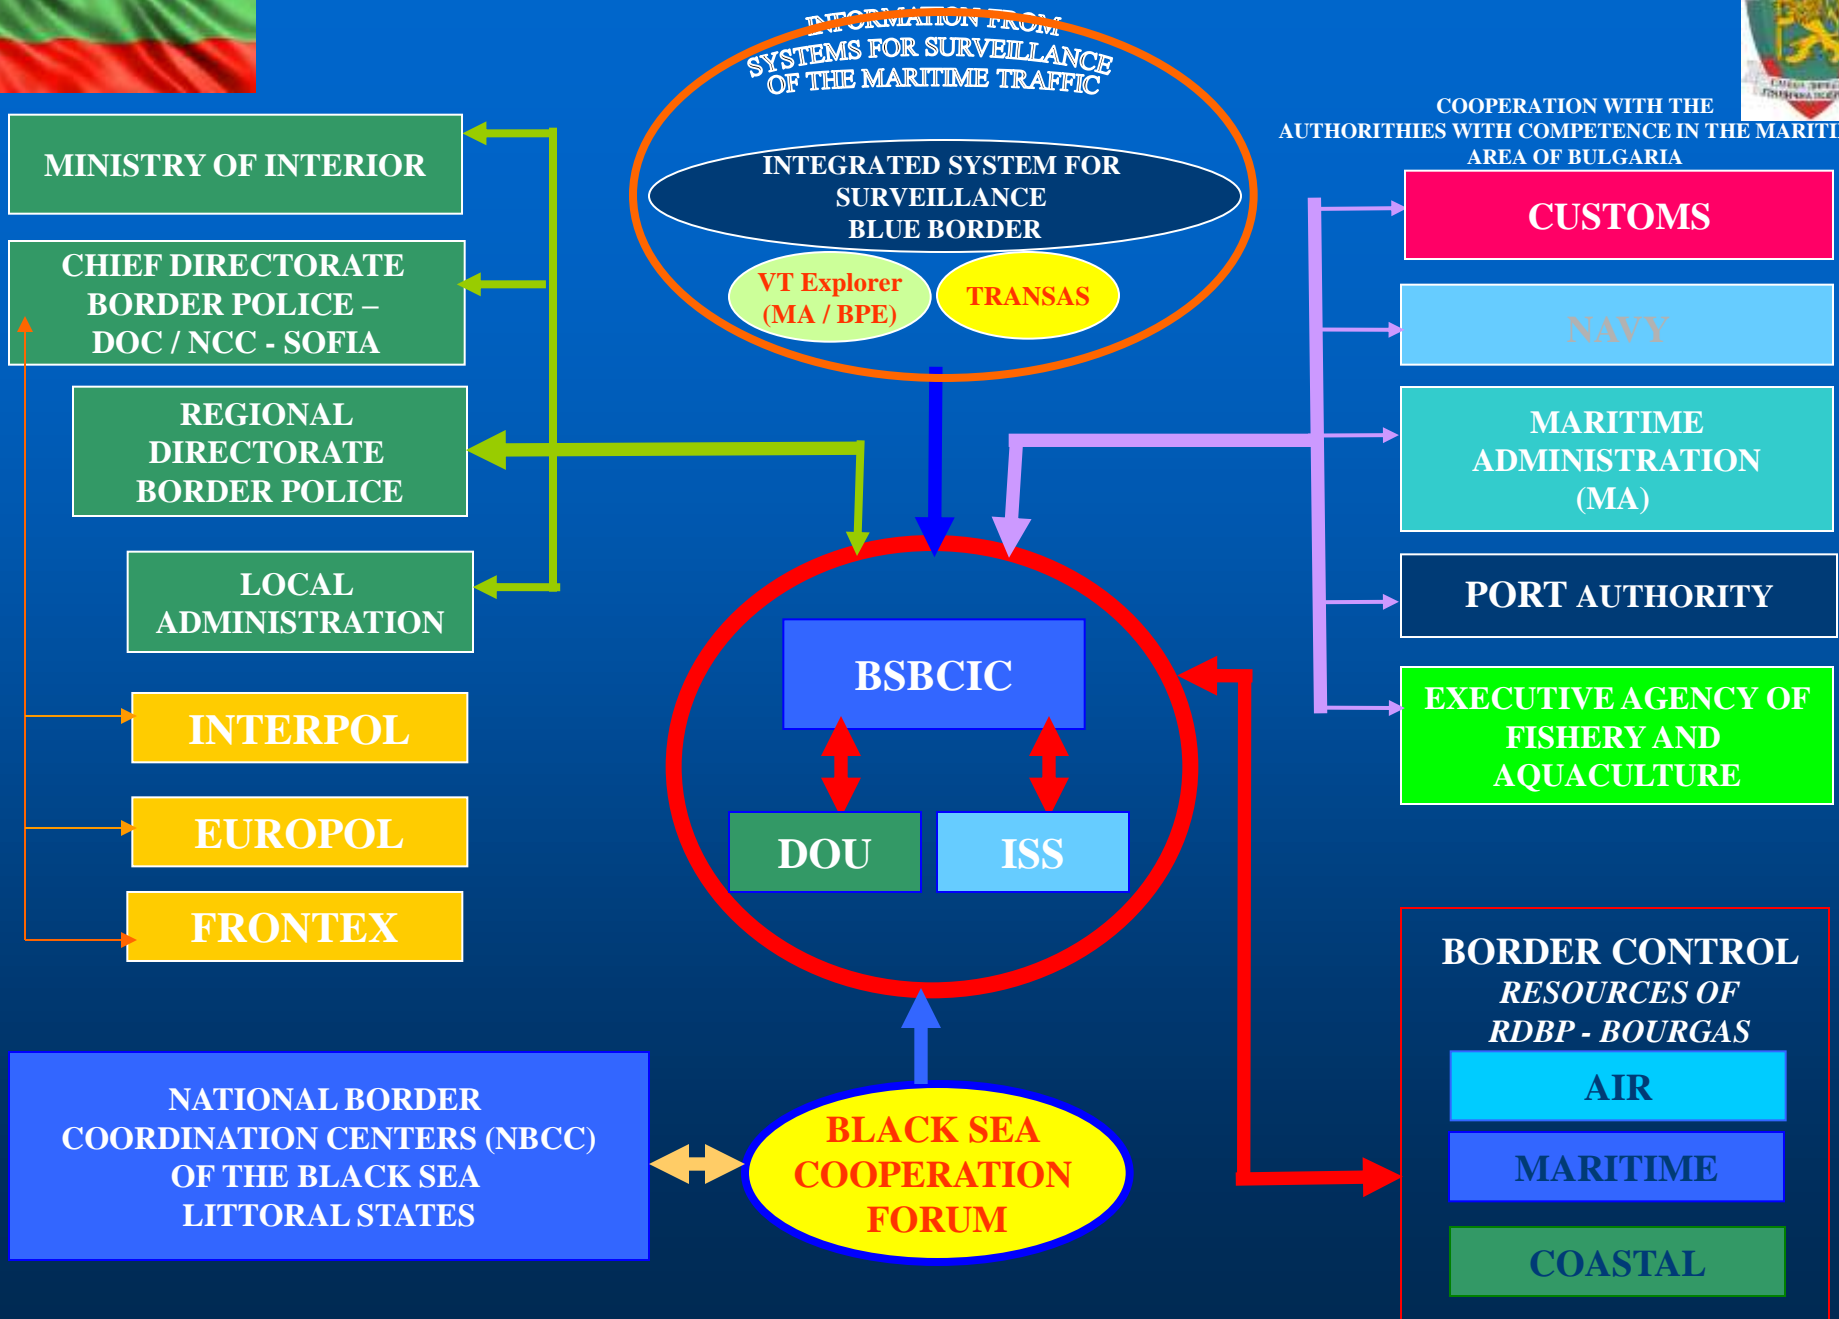 INFORMATION FROM
SYSTEMS FOR SURVEILLANCE
OF THE MARITIME TRAFFIC
INTEGRATED SYSTEM FOR
SURVEILLANCE
BLUE BORDER
VT Explorer
(MA / BPE)
TRANSAS
MINISTRY OF INTERIOR
CHIEF DIRECTORATE
BORDER POLICE –
DOC / NCC - SOFIA
REGIONAL
DIRECTORATE
BORDER POLICE
LOCAL
ADMINISTRATION
INTERPOL
EUROPOL
FRONTEX
COOPERATION WITH THE
AUTHORITHIES WITH COMPETENCE IN THE MARITI
AREA OF BULGARIA
CUSTOMS
NAVY
MARITIME
ADMINISTRATION
(MA)
PORT AUTHORITY
EXECUTIVE AGENCY OF
FISHERY AND
AQUACULTURE
BSBCIC
DOU
ISS
NATIONAL BORDER
COORDINATION CENTERS (NBCC)
OF THE BLACK SEA
LITTORAL STATES
BLACK SEA
COOPERATION
FORUM
BORDER CONTROL
RESOURCES OF
RDBP - BOURGAS
AIR
MARITIME
COASTAL